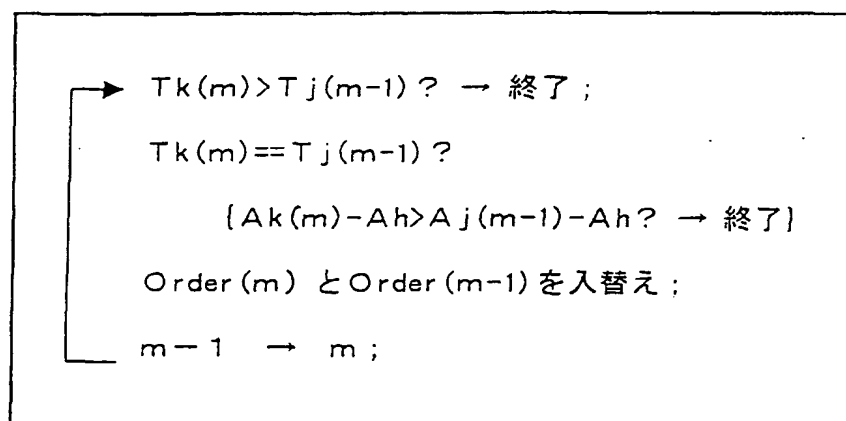 Tk(m)>Tj(m-1)? → 終了;
Tk(m)==Tj(m-1)?
{Ak(m)-Ah>Aj(m-1)-Ah? → 終了}
Order(m) とOrder(m-1)を入替え;
m-1 → m;